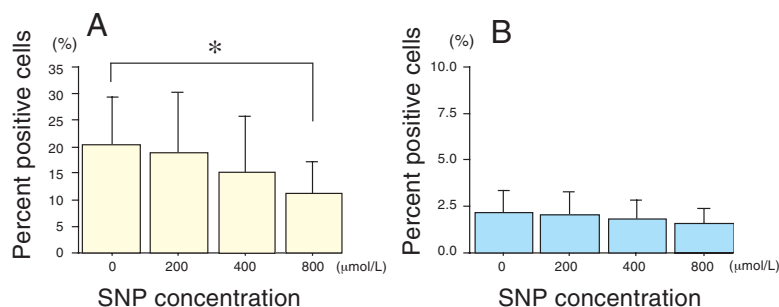 A
(%)
Percent positive cells
35
30
25
20
15
10
5
0
*
0 200 400 800 (μmol/L)
SNP concentration
B
(%)
Percent positive cells
10.0
7.5
5.0
2.5
0.0
0 200 400 800 (μmol/L)
SNP concentration